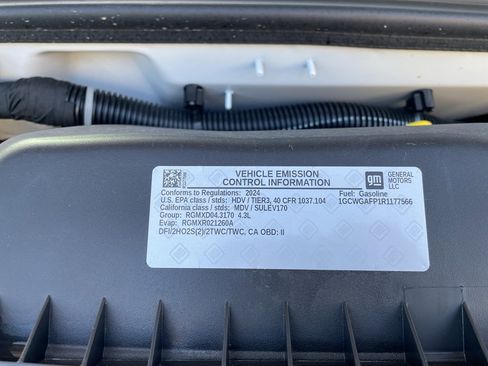 VEHICLE EMISSION
CONTROL INFORMATION
gm
GENERAL
MOTORS
LLC
Conforms to Regulations: 2024 Fuel: Gasoline
U.S. EPA class / stds: HDV / TIER3, 40 CFR 1037.104 1GCWGAFP1R1177566
California class / stds: MDV / SULEV170
Group: RGMXD04.3170 4.3L
Evap: RGMXR021260A
DFI/2HO2S(2)/2TWC/TWC, CA OBD: II